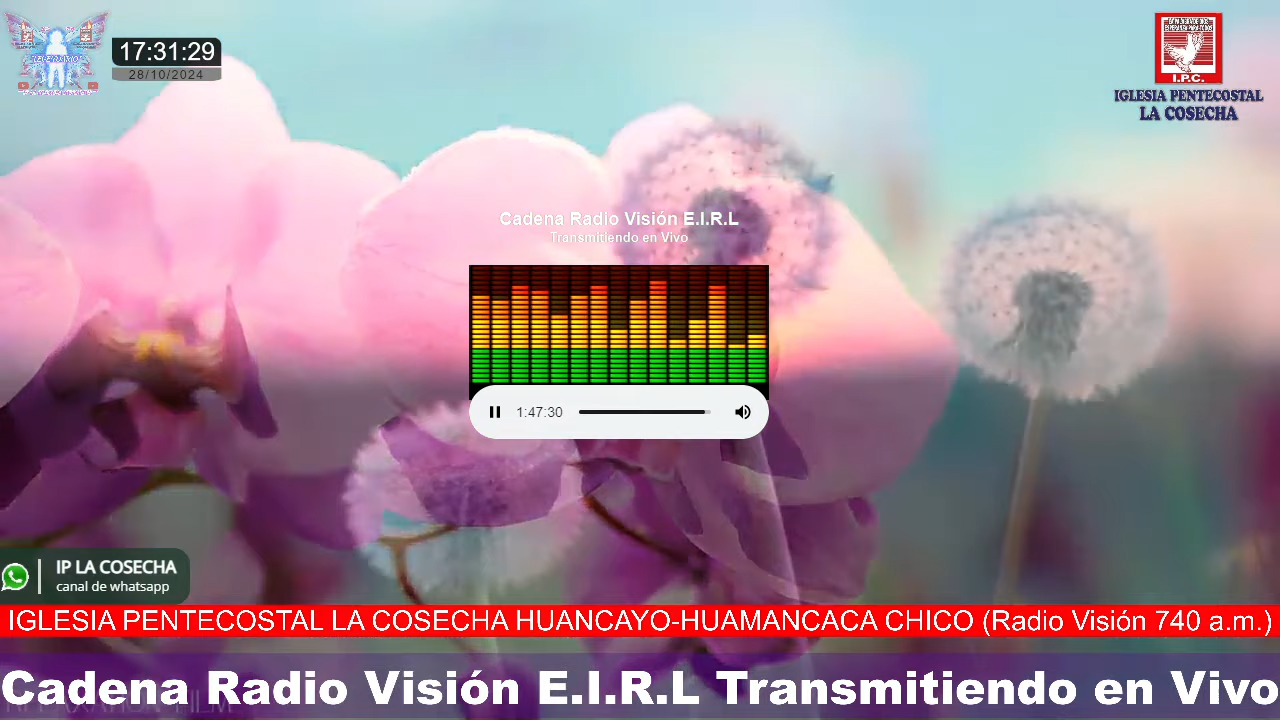 17:31:29
28/10/2024
I.P.C.
IGLESIA PENTECOSTAL
LA COSECHA
Cadena Radio Visión E.I.R.L
Transmitiendo en Vivo
1:47:30
IP LA COSECHA
canal de whatsapp
IGLESIA PENTECOSTAL LA COSECHA HUANCAYO-HUAMANCACA CHICO (Radio Visión 740 a.m.)
Cadena Radio Visión E.I.R.L Transmitiendo en Vivo